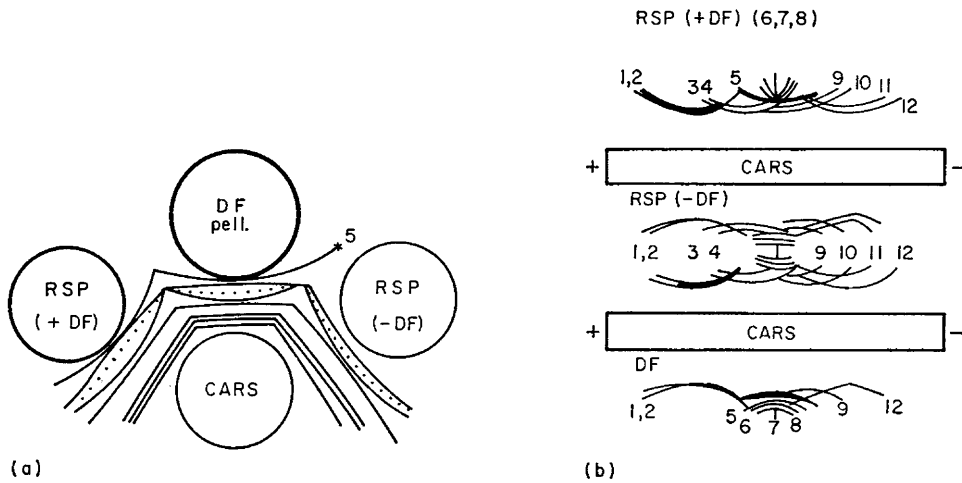 DF
pell.
*5
RSP
(+ DF)
RSP
(-DF)
CARS
(a)
RSP (+DF) (6,7,8)
1,2 34 5 9 10 11 12
+ CARS -
RSP (-DF)
1,2 3 4 9 10 11 12
+ CARS -
DF
1,2 5 6 7 8 9 12
(b)